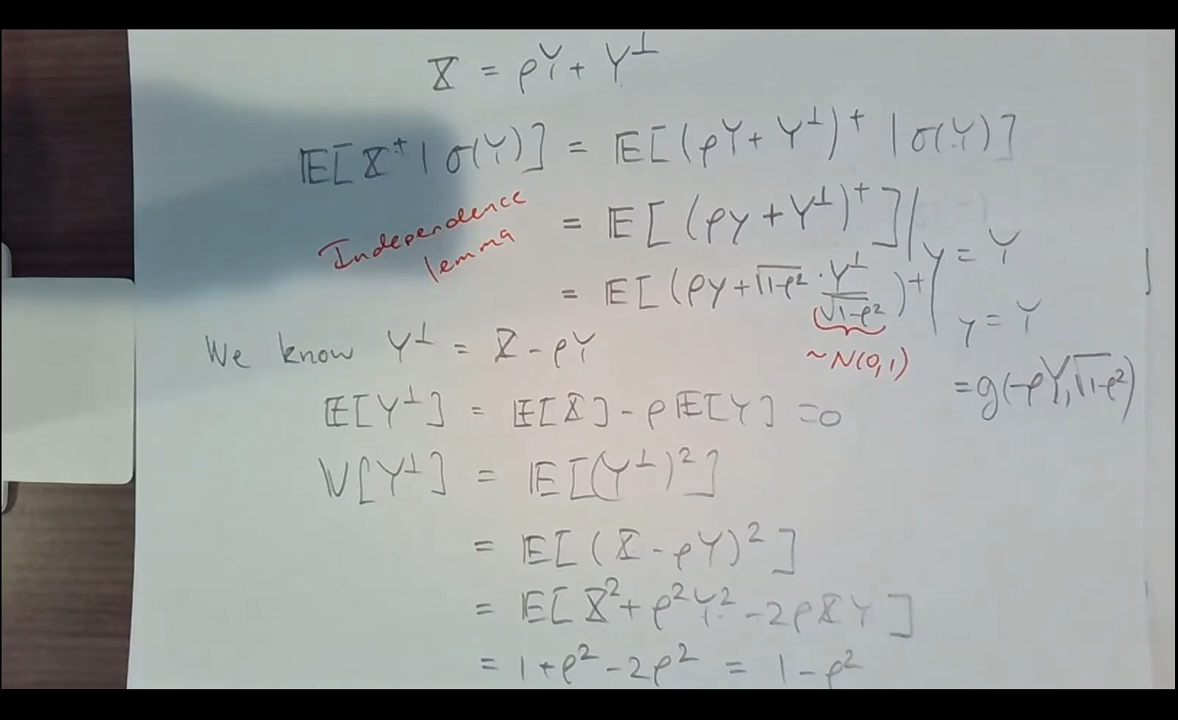 X = ρY + Y⊥
E[X⁺ | σ(Y)] = E[(ρY + Y⊥)⁺ | σ(Y)]
Independence lemma
= E[(ρy + Y⊥)⁺]|y = Y
= E[(ρy + √1-ρ² · Y⊥/√1-ρ²)⁺|y = Y
~N(0,1)
= g(-ρY, √1-ρ²)
We know Y⊥ = X - ρY
E[Y⊥] = E[X] - ρE[Y] = 0
V[Y⊥] = E[(Y⊥)²]
= E[(X - ρY)²]
= E[X² + ρ²Y² - 2ρXY]
= 1 + ρ² - 2ρ² = 1 - ρ²